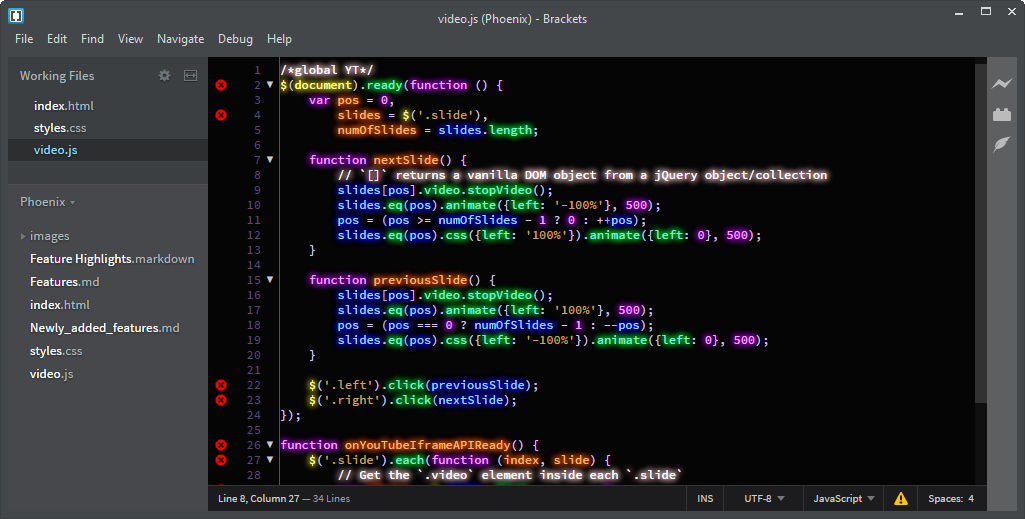 video.js (Phoenix) - Brackets
File Edit Find View Navigate Debug Help
Working Files
index.html
styles.css
video.js
Phoenix
images
Feature Highlights.markdown
Features.md
index.html
Newly_added_features.md
styles.css
video.js
1 /*global YT*/
2 $(document).ready(function () {
3 var pos = 0,
4 slides = $('.slide'),
5 numOfSlides = slides.length;
6
7 function nextSlide() {
8 // `[]` returns a vanilla DOM object from a jQuery object/collection
9 slides[pos].video.stopVideo();
10 slides.eq(pos).animate({left: '-100%'}, 500);
11 pos = (pos >= numOfSlides - 1 ? 0 : ++pos);
12 slides.eq(pos).css({left: '100%'}).animate({left: 0}, 500);
13 }
14
15 function previousSlide() {
16 slides[pos].video.stopVideo();
17 slides.eq(pos).animate({left: '100%'}, 500);
18 pos = (pos === 0 ? numOfSlides - 1 : --pos);
19 slides.eq(pos).css({left: '-100%'}).animate({left: 0}, 500);
20 }
21
22 $('.left').click(previousSlide);
23 $('.right').click(nextSlide);
24 });
25
26 function onYouTubeIframeAPIReady() {
27 $('.slide').each(function (index, slide) {
28 // Get the `.video` element inside each `.slide`
Line 8, Column 27 — 34 Lines
INS UTF-8 JavaScript Spaces: 4